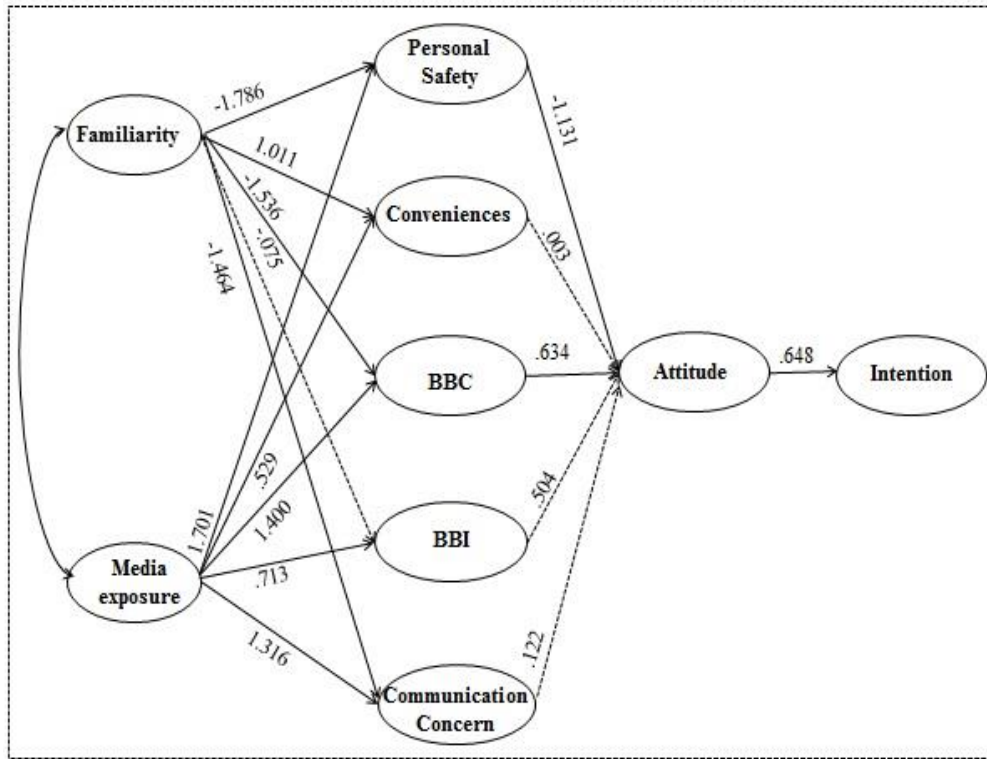 Personal
Safety
-1.786
Familiarity
-1.131
1.011
-1.536
Conveniences
-.075
.003
-1.464
.634
BBC
Attitude
.648
Intention
.529
1.400
1.701
.504
BBI
Media
exposure
.713
1.316
.122
Communication
Concern